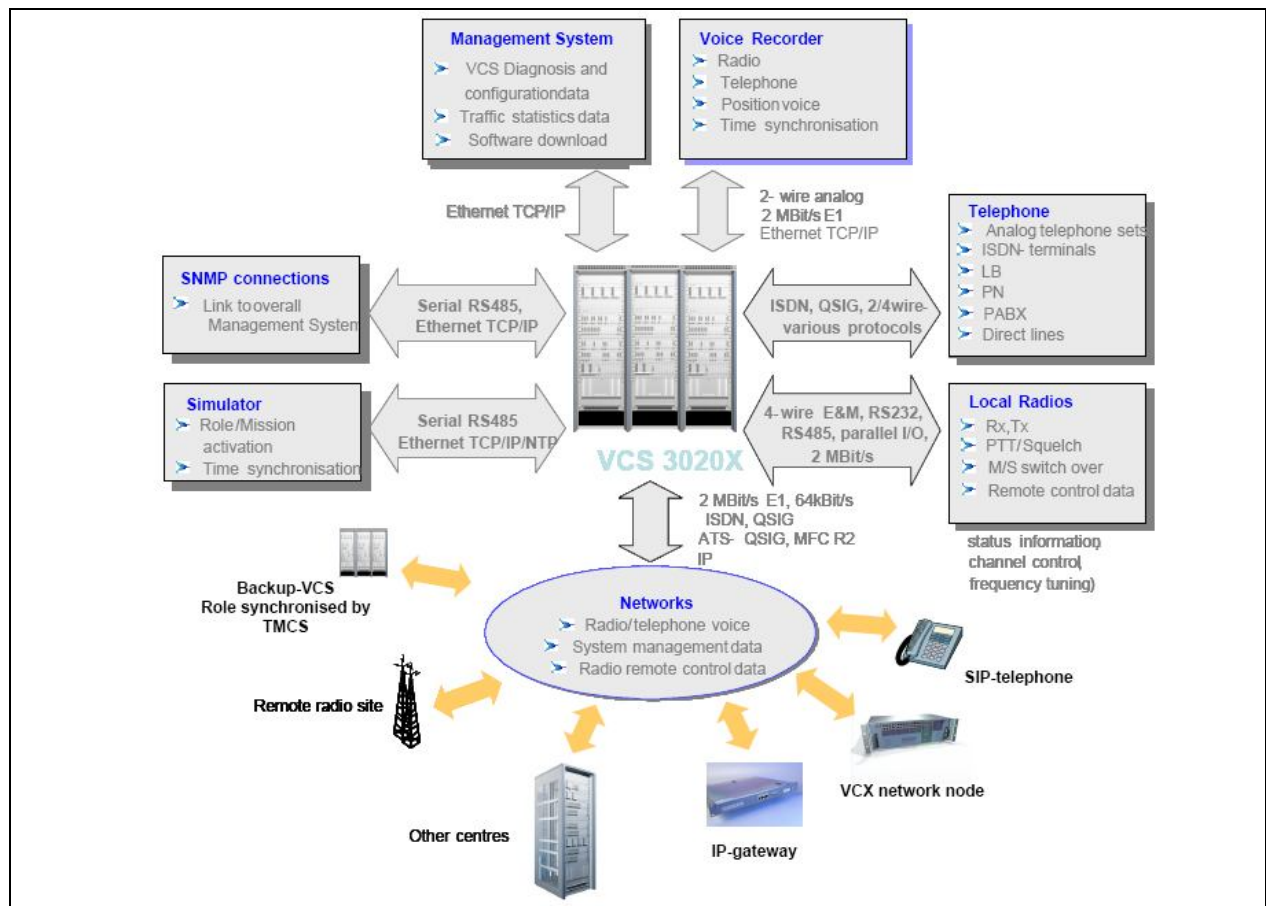 Management System
VCS Diagnosis and
configurationdata
Traffic statistics data
Software download
Voice Recorder
Radio
Telephone
Position voice
Time synchronisation
Ethernet TCP/IP
2- wire analog
2 MBit/s E1
Ethernet TCP/IP
SNMP connections
Link to overall
Management System
Serial RS485,
Ethernet TCP/IP
ISDN, QSIG, 2/4wire-
various protocols
Telephone
Analog telephone sets
ISDN- terminals
LB
PN
PABX
Direct lines
Simulator
Role/Mission
activation
Time synchronisation
Serial RS485
Ethernet TCP/IP/NTP
VCS 3020X
4-wire E&M, RS232,
RS485, parallel I/O,
2 MBit/s
Local Radios
Rx,Tx
PTT/Squelch
M/S switch over
Remote control data
status information,
channel control,
frequency tuning)
2 MBit/s E1, 64kBit/s
ISDN, QSIG
ATS- QSIG, MFC R2
IP
Backup-VCS
Role synchronised by
TMCS
Networks
Radio/telephone voice
System management data
Radio remote control data
SIP-telephone
Remote radio site
VCX network node
Other centres
IP-gateway